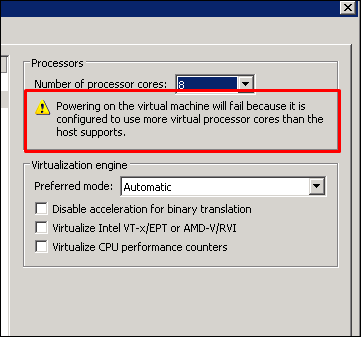 Processors
Number of processor cores: 8
Powering on the virtual machine will fail because it is
configured to use more virtual processor cores than the
host supports.
Virtualization engine
Preferred mode: Automatic
Disable acceleration for binary translation
Virtualize Intel VT-x/EPT or AMD-V/RVI
Virtualize CPU performance counters